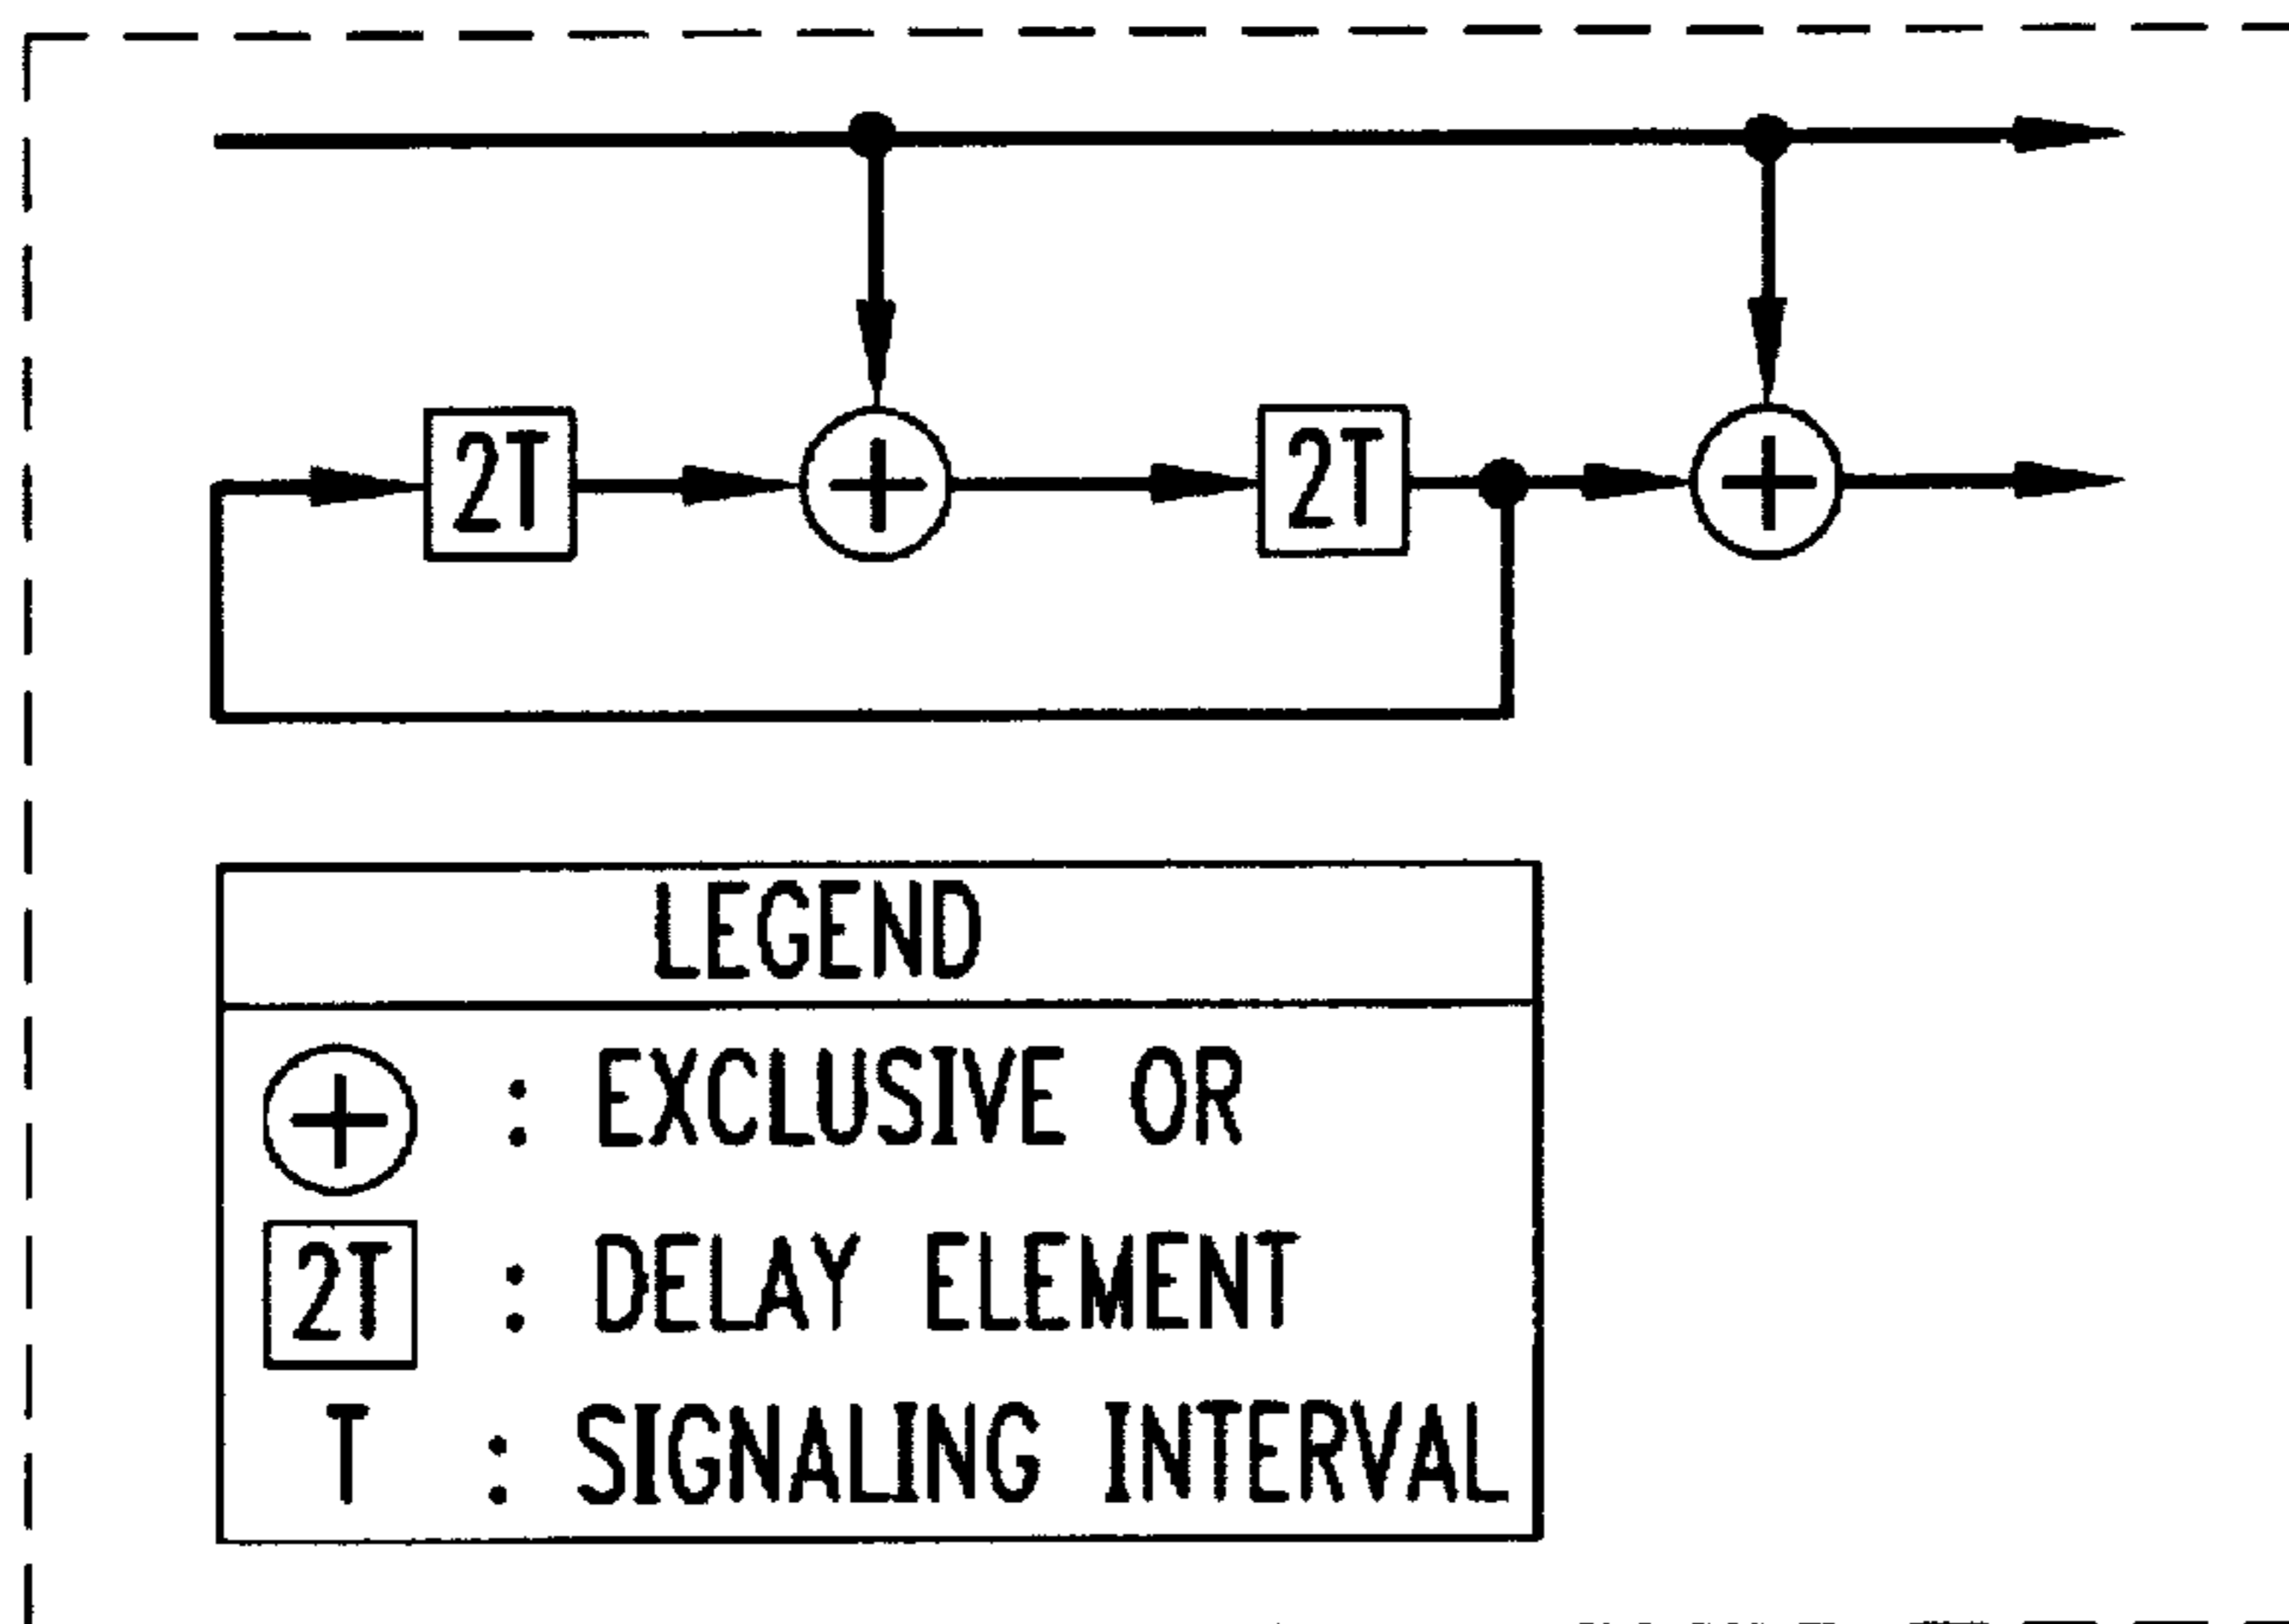 2T 2T
LEGEND
: EXCLUSIVE OR
2T : DELAY ELEMENT
T : SIGNALING INTERVAL